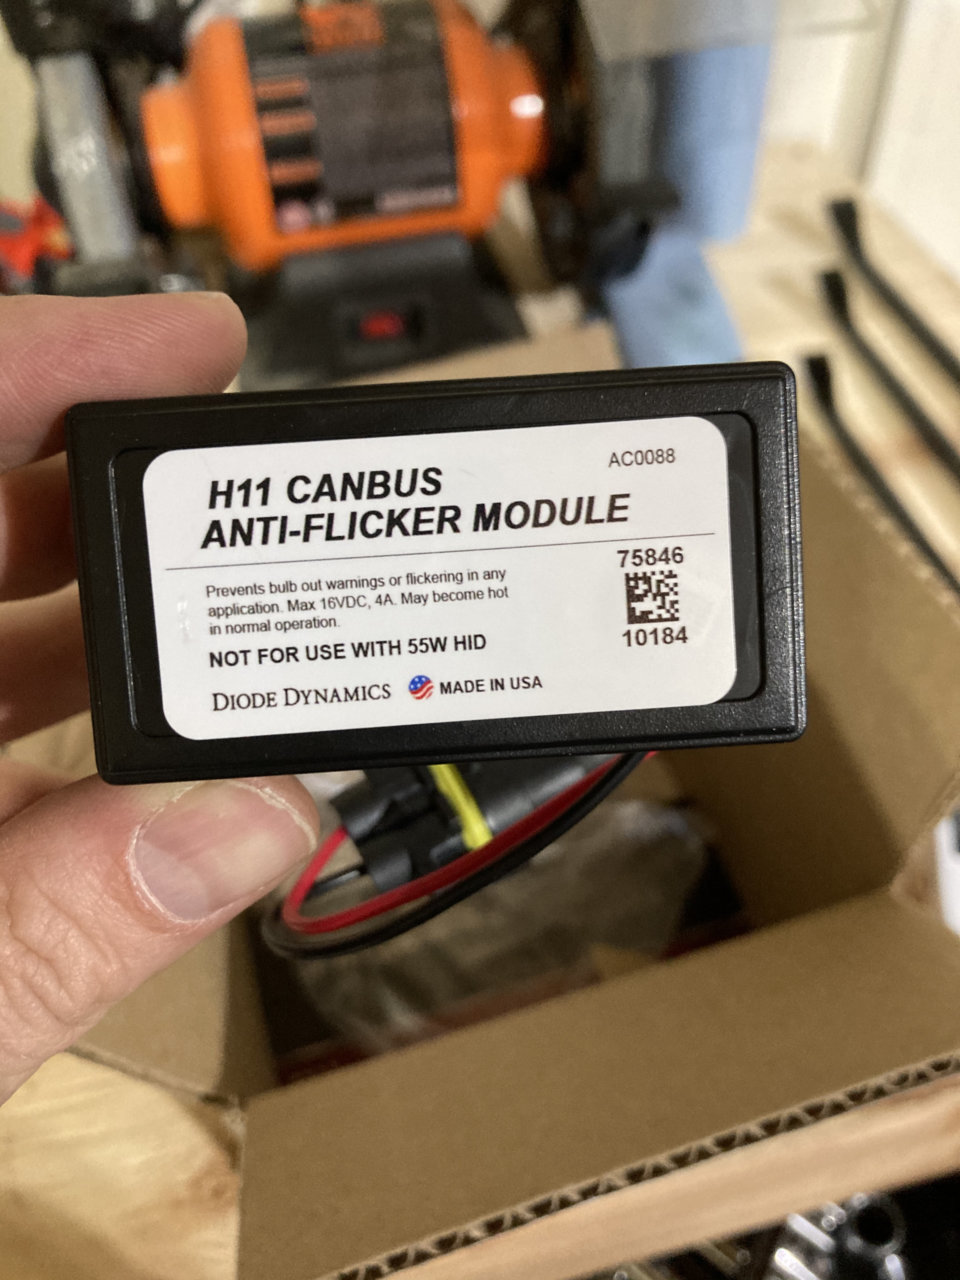 AC0088
H11 CANBUS
ANTI-FLICKER MODULE
Prevents bulb out warnings or flickering in any
application. Max 16VDC, 4A. May become hot
in normal operation.
NOT FOR USE WITH 55W HID
DIODE DYNAMICS MADE IN USA
75846
10184